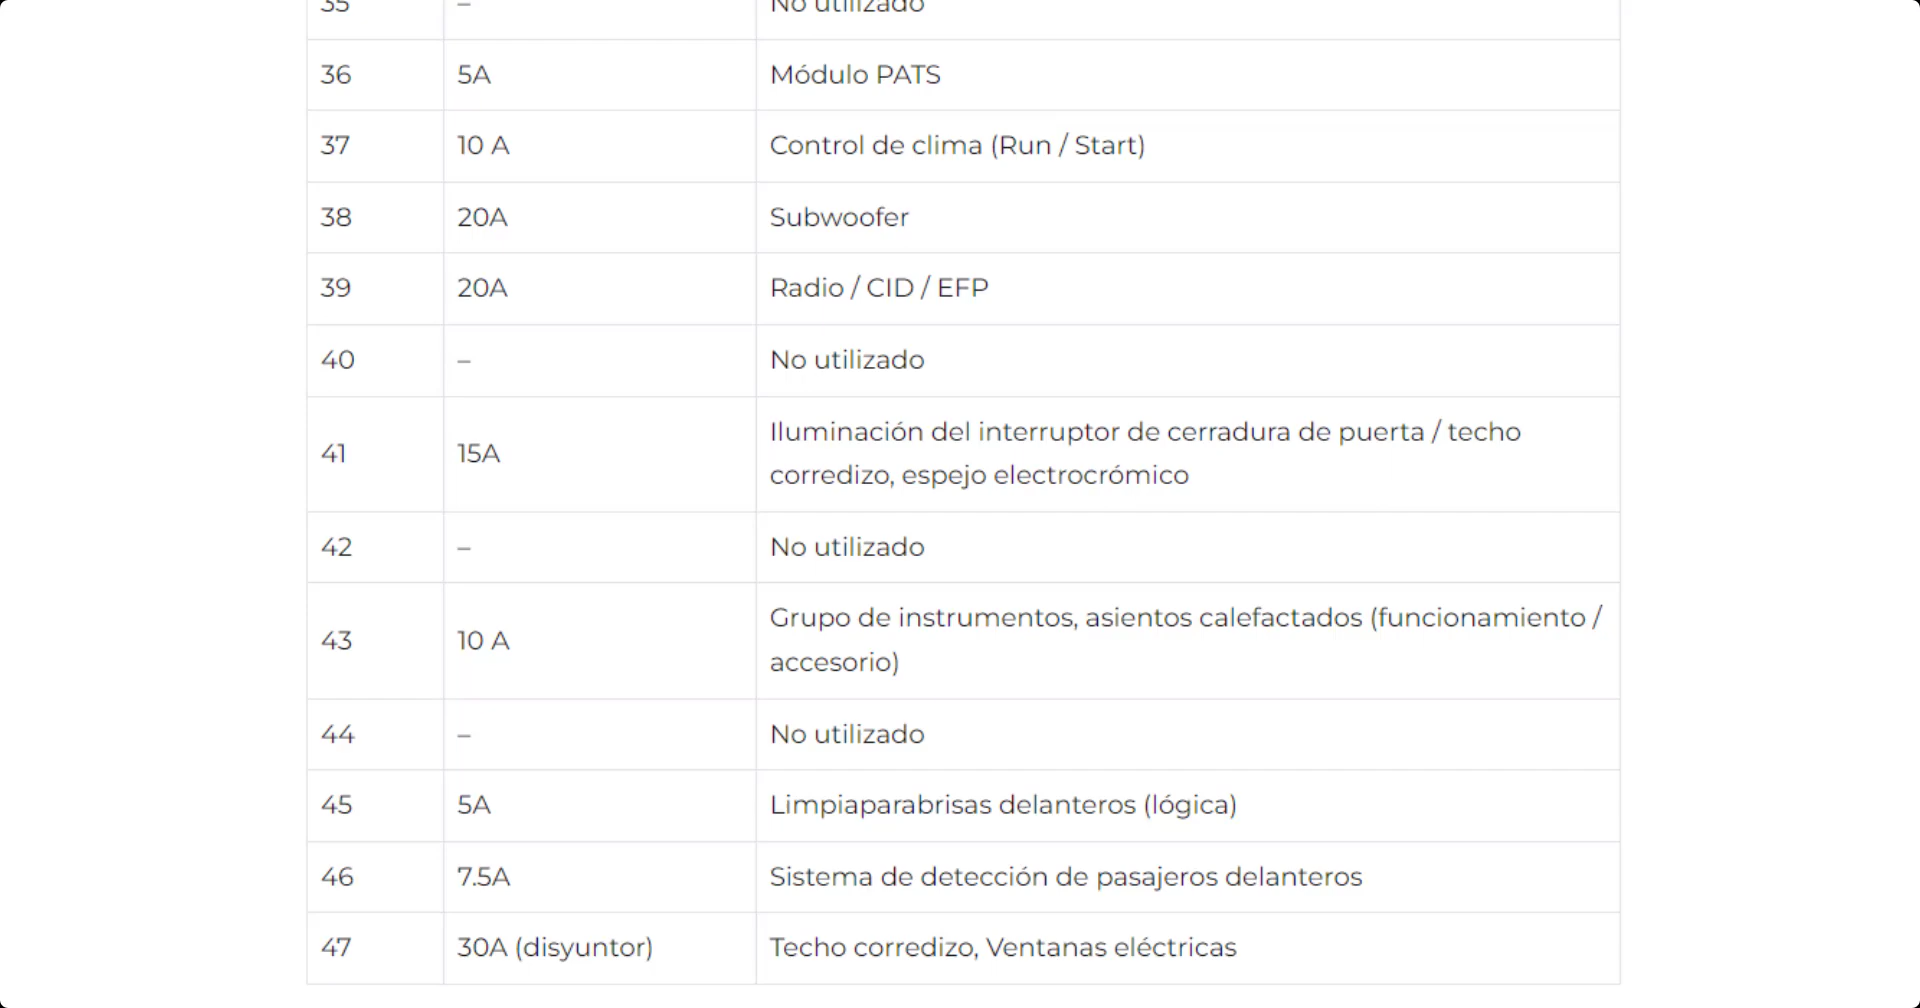 35 – No utilizado
36 5A Módulo PATS
37 10 A Control de clima (Run / Start)
38 20A Subwoofer
39 20A Radio / CID / EFP
40 – No utilizado
41 15A Iluminación del interruptor de cerradura de puerta / techo
corredizo, espejo electrocrómico
42 – No utilizado
43 10 A Grupo de instrumentos, asientos calefactados (funcionamiento /
accesorio)
44 – No utilizado
45 5A Limpiaparabrisas delanteros (lógica)
46 7.5A Sistema de detección de pasajeros delanteros
47 30A (disyuntor) Techo corredizo, Ventanas eléctricas